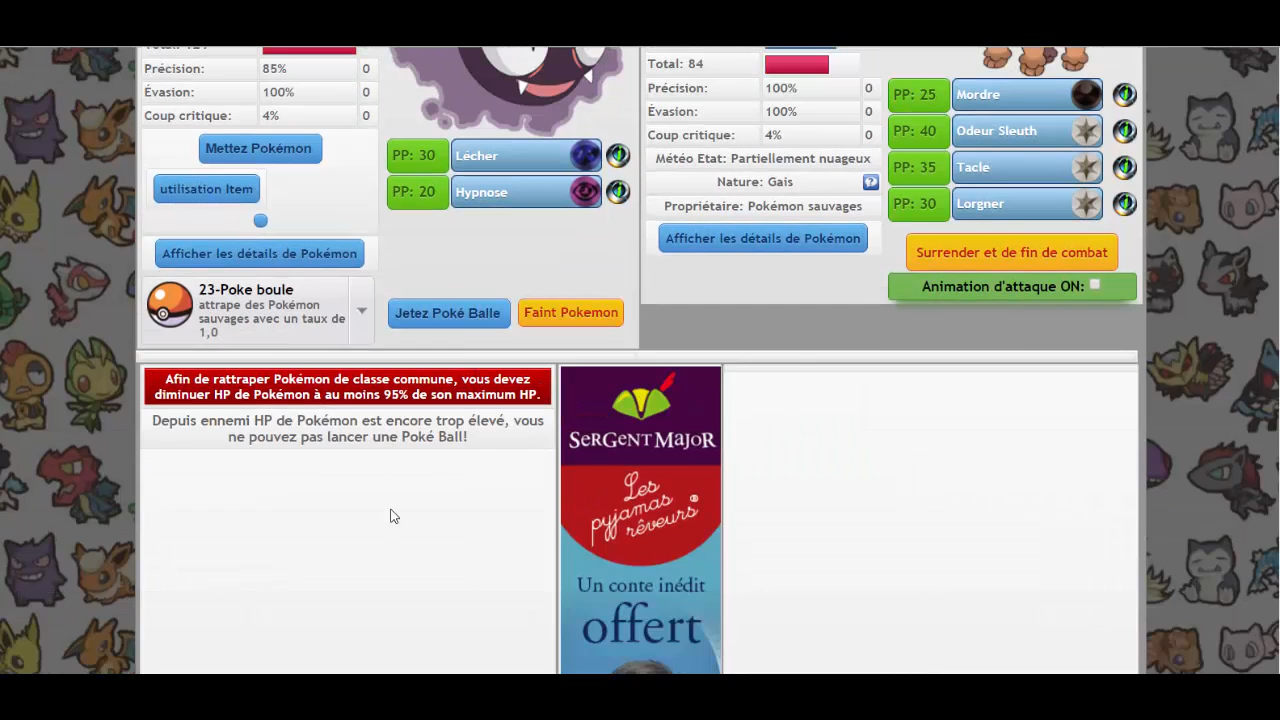 Précision: 85% 0
Évasion: 100% 0
Coup critique: 4% 0
Mettez Pokémon
utilisation Item
Afficher les détails de Pokémon
23-Poke boule
attrape des Pokémon
sauvages avec un taux de
1,0
PP: 30 Lécher
PP: 20 Hypnose
Jetez Poké Balle
Faint Pokemon
Total: 84
Précision: 100% 0
Évasion: 100% 0
Coup critique: 4% 0
Météo Etat: Partiellement nuageux
Nature: Gais ?
Propriétaire: Pokémon sauvages
Afficher les détails de Pokémon
PP: 25 Mordre
PP: 40 Odeur Sleuth
PP: 35 Tacle
PP: 30 Lorgner
Surrender et de fin de combat
Animation d'attaque ON:
Afin de rattraper Pokémon de classe commune, vous devez
diminuer HP de Pokémon à au moins 95% de son maximum HP.
Depuis ennemi HP de Pokémon est encore trop élevé, vous
ne pouvez pas lancer une Poké Ball!
SERGENT MAJOR
Les
pyjamas ®
rêveurs
Un conte inédit
offert